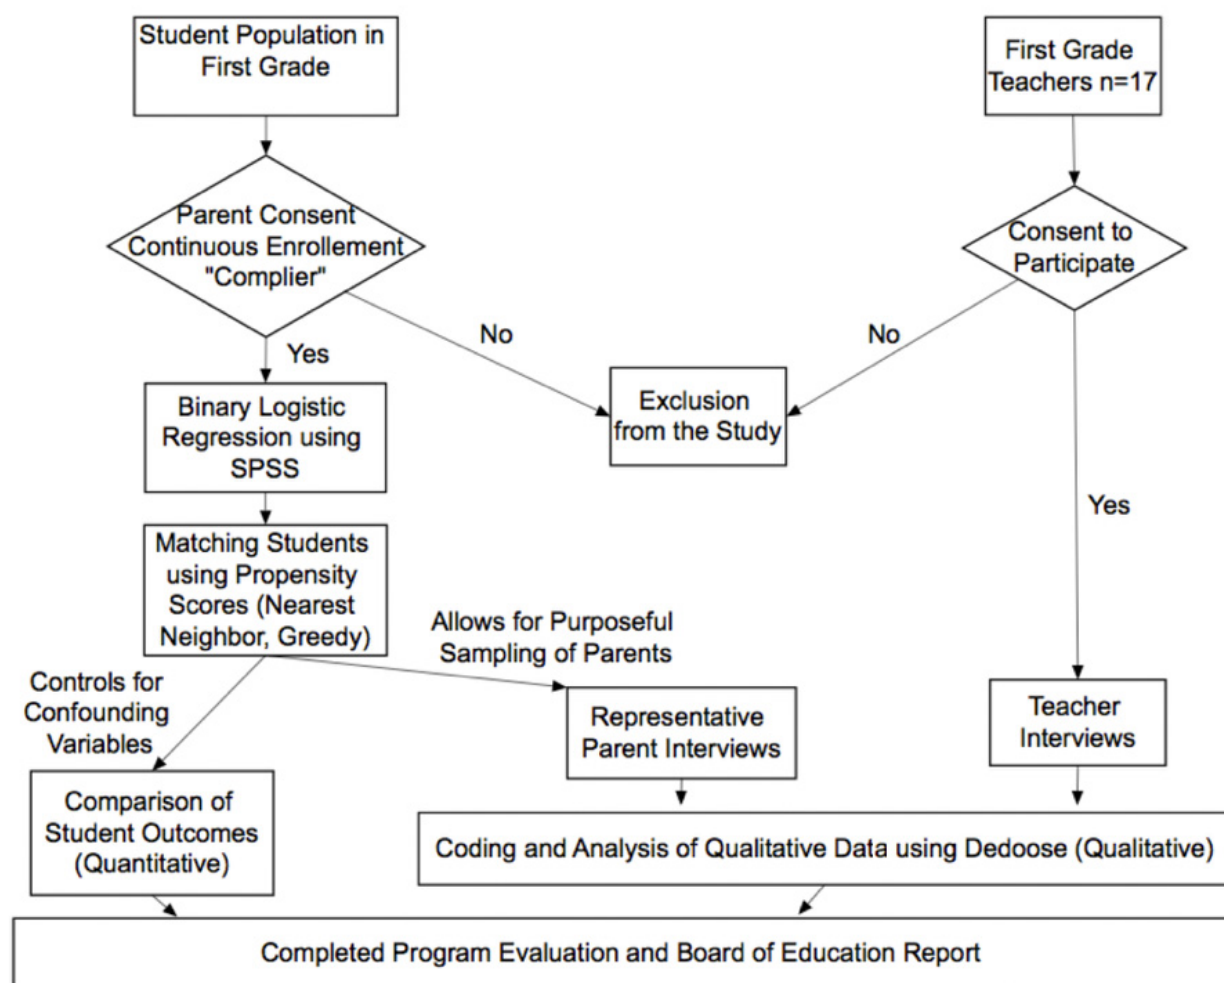 Student Population in
First Grade
First Grade
Teachers n=17
Parent Consent
Continuous Enrollement
"Complier"
Consent to
Participate
No
No
Yes
Exclusion
from the Study
Binary Logistic
Regression using
SPSS
Yes
Matching Students
using Propensity
Scores (Nearest
Neighbor, Greedy)
Allows for Purposeful
Sampling of Parents
Controls for
Confounding
Variables
Representative
Parent Interviews
Teacher
Interviews
Comparison of
Student Outcomes
(Quantitative)
Coding and Analysis of Qualitative Data using Dedoose (Qualitative)
Completed Program Evaluation and Board of Education Report